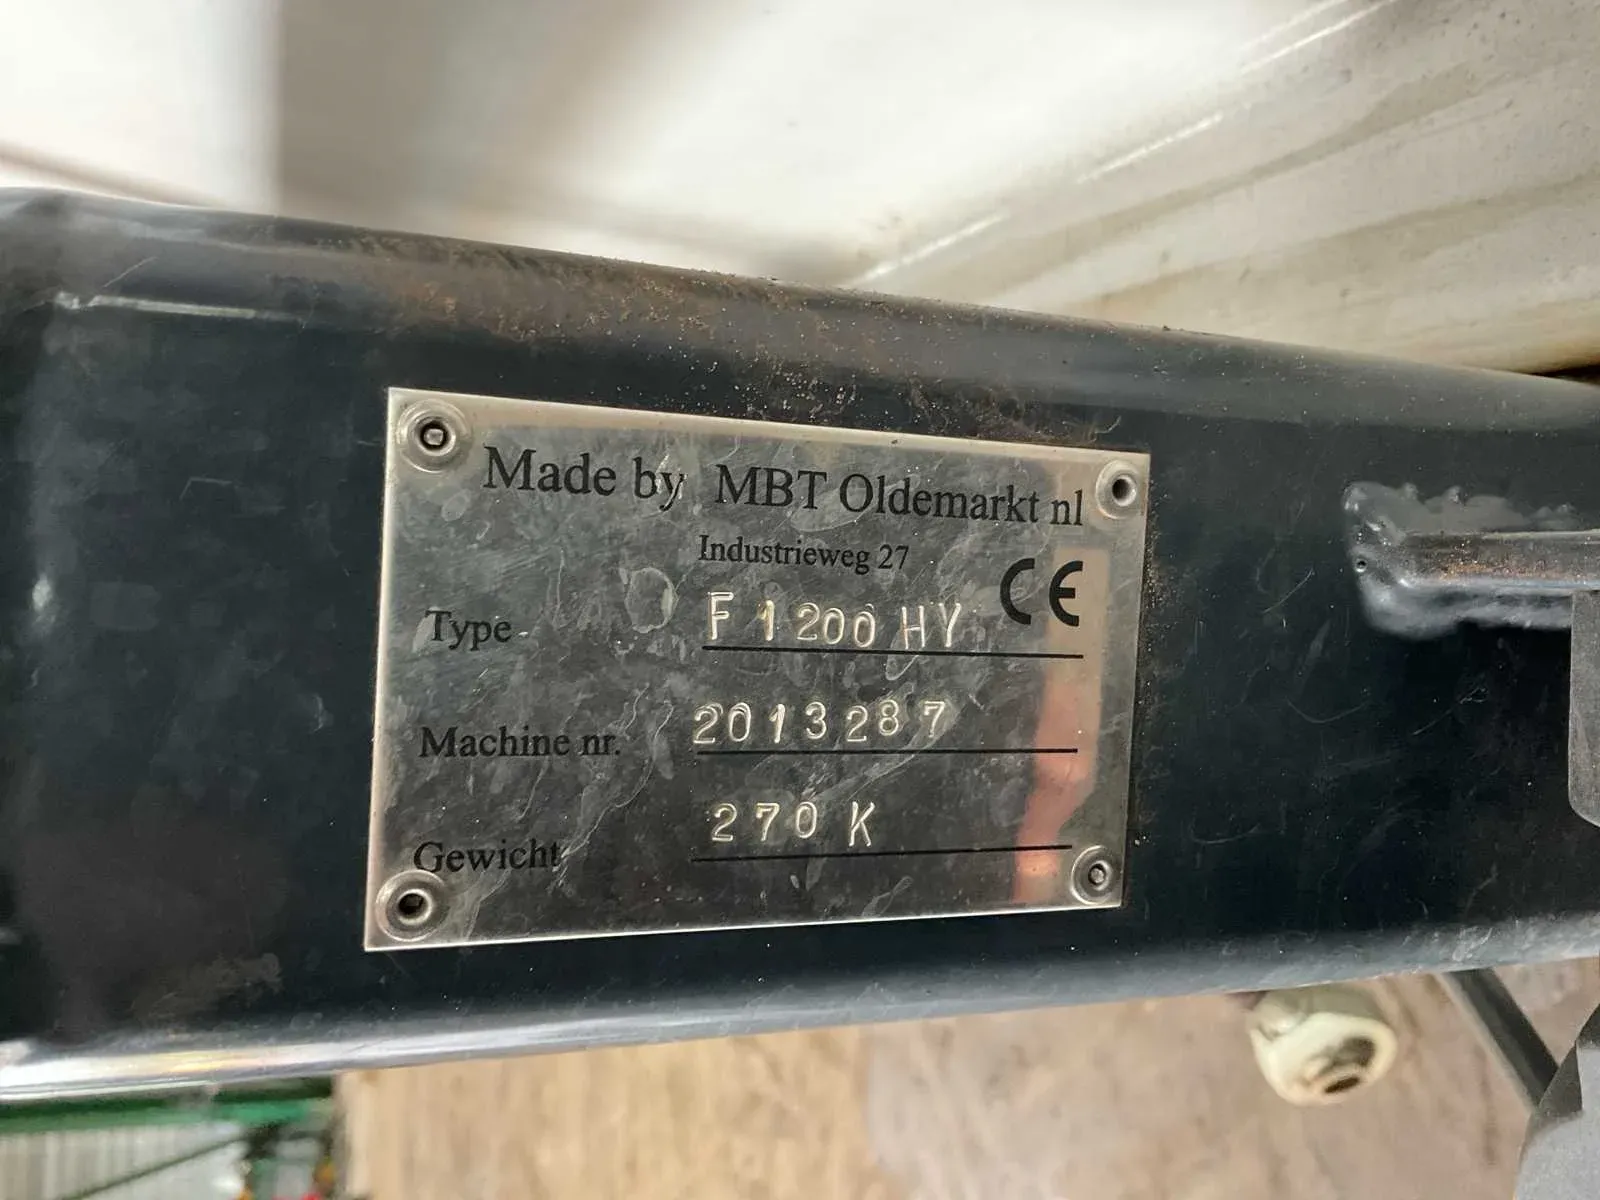 Made by MBT Oldemarkt nl
Industrieweg 27
CE
Type F 1200 HY
Machine nr. 2013287
Gewicht 270 K